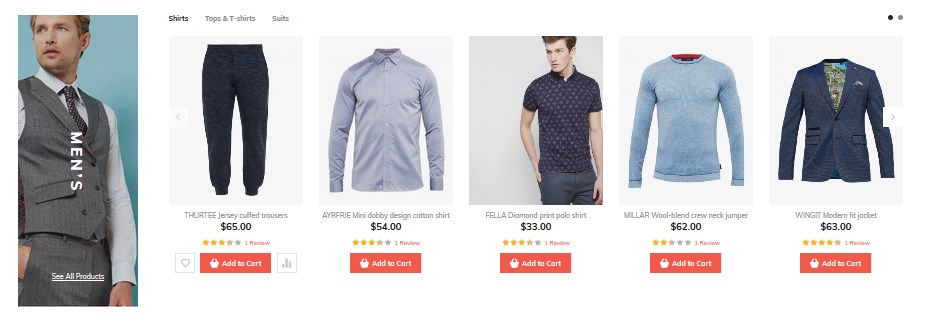 MEN'S
See All Products
Shirts Tops & T-shirts Suits
THURTEE Jersey cuffed trousers
$65.00
1 Review
Add to Cart
AYRFRIE Mini dobby design cotton shirt
$54.00
1 Review
Add to Cart
FELLA Diamond print polo shirt
$33.00
1 Review
Add to Cart
MILLAR Wool-blend crew neck jumper
$62.00
1 Review
Add to Cart
WINGIT Modern fit jacket
$63.00
1 Review
Add to Cart